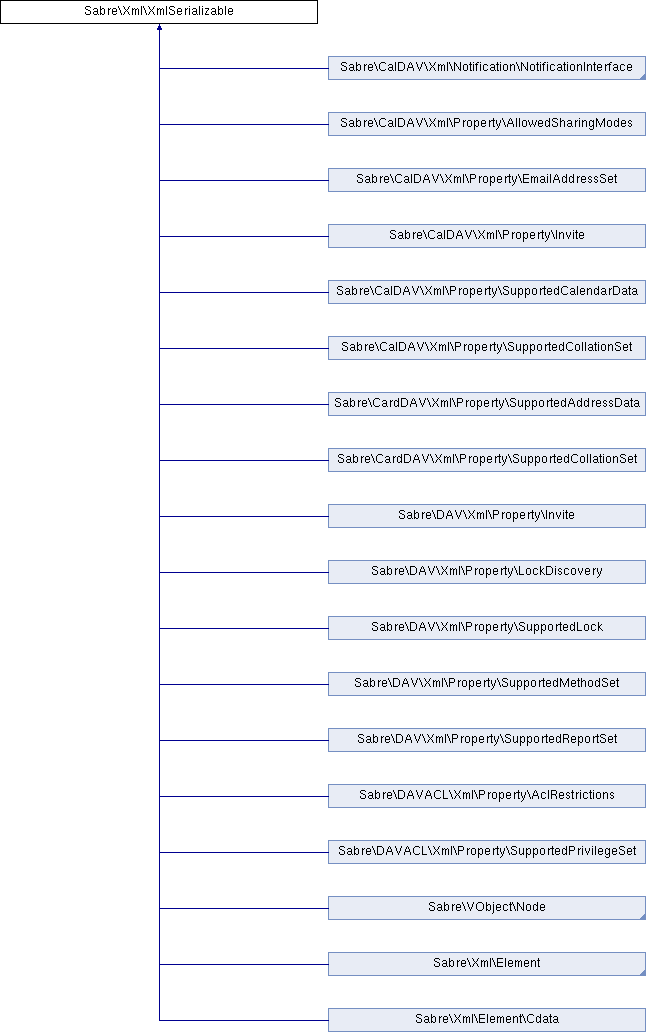 Sabre\Xml\XmlSerializable
Sabre\CalDAV\Xml\Notification\NotificationInterface
Sabre\CalDAV\Xml\Property\AllowedSharingModes
Sabre\CalDAV\Xml\Property\EmailAddressSet
Sabre\CalDAV\Xml\Property\Invite
Sabre\CalDAV\Xml\Property\SupportedCalendarData
Sabre\CalDAV\Xml\Property\SupportedCollationSet
Sabre\CardDAV\Xml\Property\SupportedAddressData
Sabre\CardDAV\Xml\Property\SupportedCollationSet
Sabre\DAV\Xml\Property\Invite
Sabre\DAV\Xml\Property\LockDiscovery
Sabre\DAV\Xml\Property\SupportedLock
Sabre\DAV\Xml\Property\SupportedMethodSet
Sabre\DAV\Xml\Property\SupportedReportSet
Sabre\DAVACL\Xml\Property\AclRestrictions
Sabre\DAVACL\Xml\Property\SupportedPrivilegeSet
Sabre\VObject\Node
Sabre\Xml\Element
Sabre\Xml\Element\Cdata